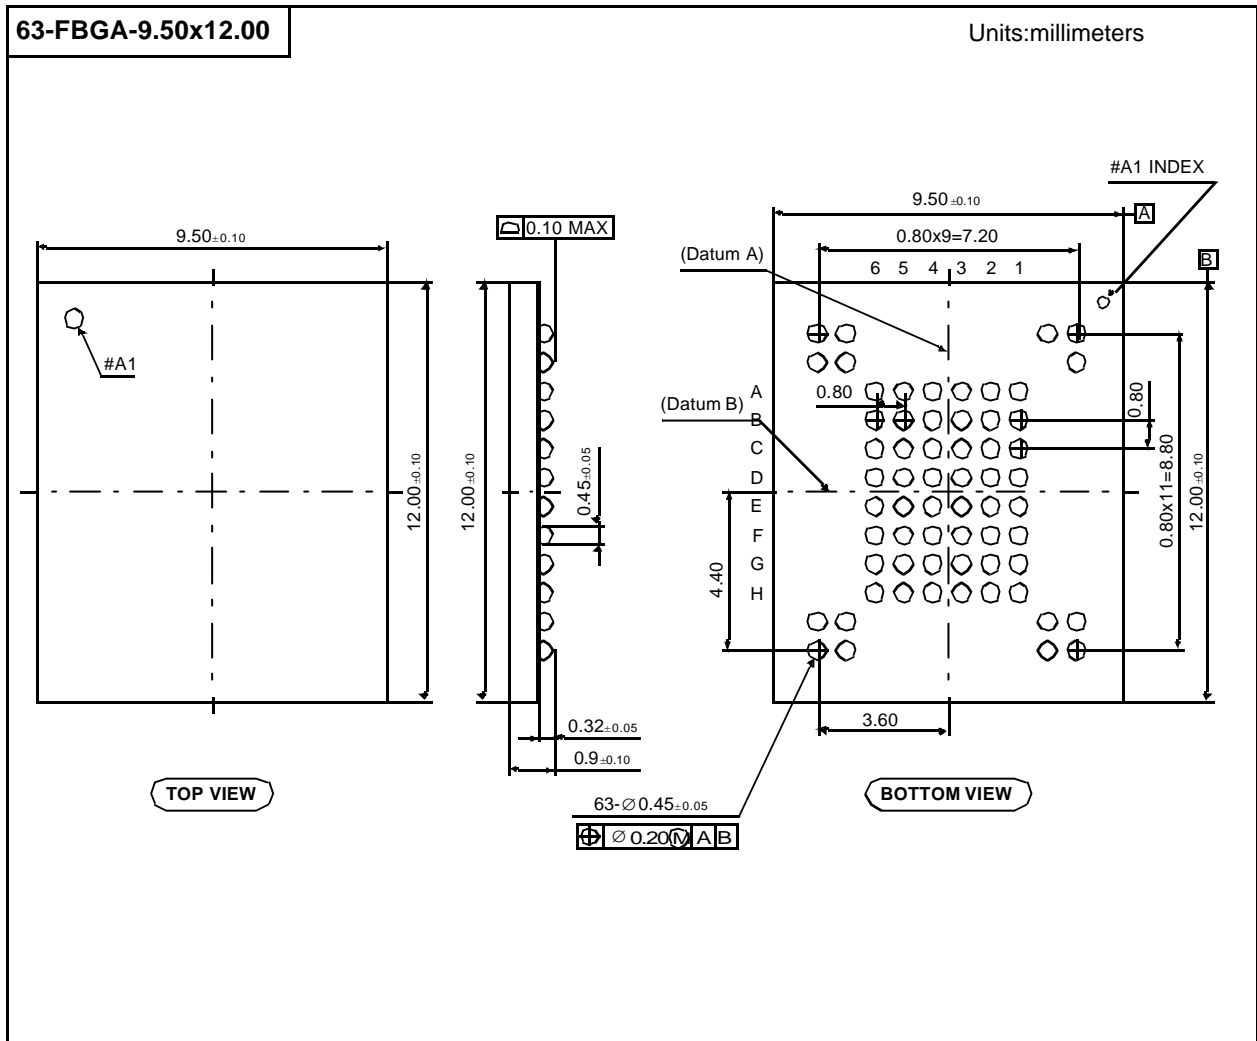 63-FBGA-9.50x12.00
Units:millimeters
#A1 INDEX
9.50±0.10
A
0.10 MAX
9.50±0.10
0.80x9=7.20
(Datum A)
B
6 5 4 3 2 1
#A1
A
0.80
(Datum B)
B
0.80
C
12.00±0.10
12.00±0.10
0.45±0.05
D
E
0.80x11=8.80
12.00±0.10
F
G
4.40
H
0.32±0.05
3.60
0.9±0.10
TOP VIEW
63-∅0.45±0.05
BOTTOM VIEW
∅ 0.20 Ⓜ A B